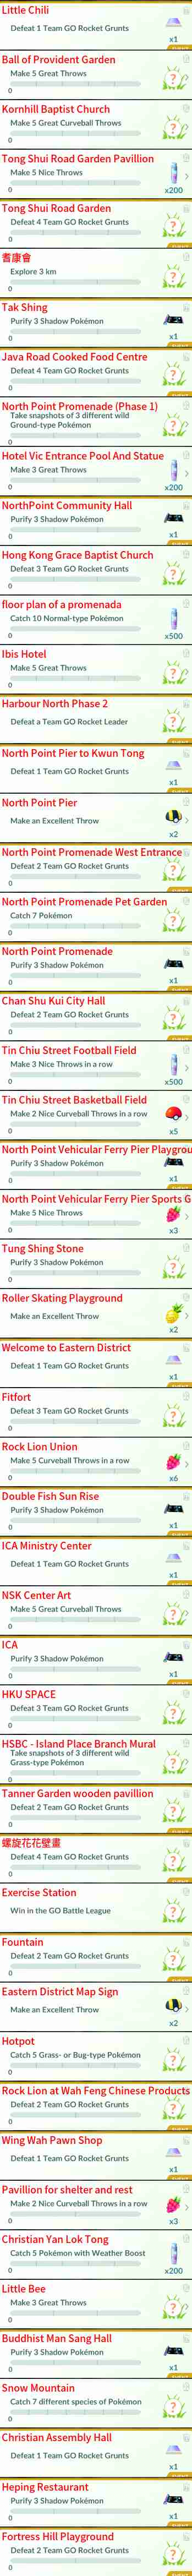 Little Chili
Defeat 1 Team GO Rocket Grunts
x1
Ball of Provident Garden
Make 5 Great Throws
?
0
Kornhill Baptist Church
Make 5 Great Curveball Throws
?
0
Tong Shui Road Garden Pavillion
Make 5 Nice Throws
0
x200
Tong Shui Road Garden
Defeat 4 Team GO Rocket Grunts
?
0
耆康會
Explore 3 km
?
0
Tak Shing
Purify 3 Shadow Pokémon
0
x1
Java Road Cooked Food Centre
Defeat 4 Team GO Rocket Grunts
?
0
North Point Promenade (Phase 1)
Take snapshots of 3 different wild
Ground-type Pokémon
?
0
Hotel Vic Entrance Pool And Statue
Make 3 Great Throws
0
x200
NorthPoint Community Hall
Purify 3 Shadow Pokémon
0
x1
Hong Kong Grace Baptist Church
Defeat 3 Team GO Rocket Grunts
?
0
floor plan of a promenada
Catch 10 Normal-type Pokémon
0
x500
Ibis Hotel
Make 5 Great Throws
?
0
Harbour North Phase 2
Defeat a Team GO Rocket Leader
?
North Point Pier to Kwun Tong
Defeat 1 Team GO Rocket Grunts
x1
North Point Pier
Make an Excellent Throw
x2
North Point Promenade West Entrance
Defeat 2 Team GO Rocket Grunts
?
0
North Point Promenade Pet Garden
Catch 7 Pokémon
?
0
North Point Promenade
Purify 3 Shadow Pokémon
0
x1
Chan Shu Kui City Hall
Defeat 2 Team GO Rocket Grunts
?
0
Tin Chiu Street Football Field
Make 3 Nice Throws in a row
0
x500
Tin Chiu Street Basketball Field
Make 2 Nice Curveball Throws in a row
0
x5
North Point Vehicular Ferry Pier Playgrou
Purify 3 Shadow Pokémon
0
x1
North Point Vehicular Ferry Pier Sports G
Make 5 Nice Throws
0
x3
Tung Shing Stone
Purify 3 Shadow Pokémon
?
0
Roller Skating Playground
Make an Excellent Throw
x2
Welcome to Eastern District
Defeat 1 Team GO Rocket Grunts
x1
Fitfort
Defeat 3 Team GO Rocket Grunts
?
0
Rock Lion Union
Make 5 Curveball Throws in a row
0
x6
Double Fish Sun Rise
Purify 3 Shadow Pokémon
0
x1
ICA Ministry Center
Defeat 1 Team GO Rocket Grunts
x1
NSK Center Art
Make 5 Great Curveball Throws
?
0
ICA
Purify 3 Shadow Pokémon
0
x1
HKU SPACE
Defeat 3 Team GO Rocket Grunts
?
0
HSBC - Island Place Branch Mural
Take snapshots of 3 different wild
Grass-type Pokémon
?
0
Tanner Garden wooden pavillion
Defeat 2 Team GO Rocket Grunts
?
0
螺旋花花壁畫
Defeat 4 Team GO Rocket Grunts
?
0
Exercise Station
Win in the GO Battle League
?
Fountain
Defeat 2 Team GO Rocket Grunts
?
0
Eastern District Map Sign
Make an Excellent Throw
x2
Hotpot
Catch 5 Grass- or Bug-type Pokémon
?
0
Rock Lion at Wah Feng Chinese Products
Defeat 2 Team GO Rocket Grunts
?
0
Wing Wah Pawn Shop
Defeat 1 Team GO Rocket Grunts
x1
Pavillion for shelter and rest
Make 2 Nice Curveball Throws in a row
0
x3
Christian Yan Lok Tong
Catch 5 Pokémon with Weather Boost
0
x200
Little Bee
Make 3 Great Throws
?
0
Buddhist Man Sang Hall
Purify 3 Shadow Pokémon
0
x1
Snow Mountain
Catch 7 different species of Pokémon
?
0
Christian Assembly Hall
Defeat 1 Team GO Rocket Grunts
x1
Heping Restaurant
Purify 3 Shadow Pokémon
0
x1
Fortress Hill Playground
Defeat 2 Team GO Rocket Grunts
?
0